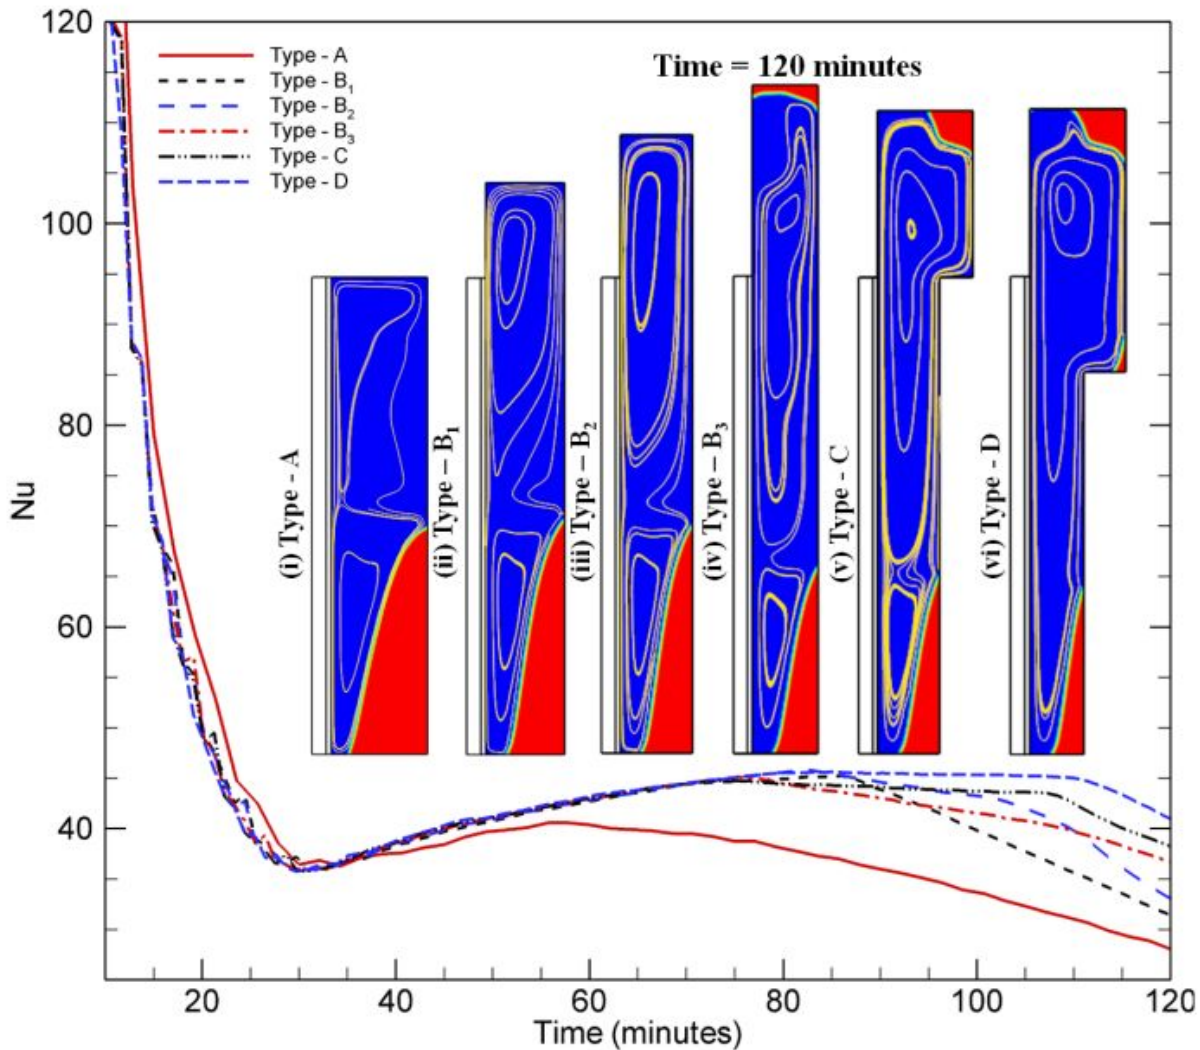 120
100
80
60
40
Nu
Type - A
Type - B₁
Type - B₂
Type - B₃
Type - C
Type - D
Time = 120 minutes
(i) Type - A
(ii) Type – B₁
(iii) Type – B₂
(iv) Type – B₃
(v) Type - C
(vi) Type - D
20 40 60 80 100 120
Time (minutes)